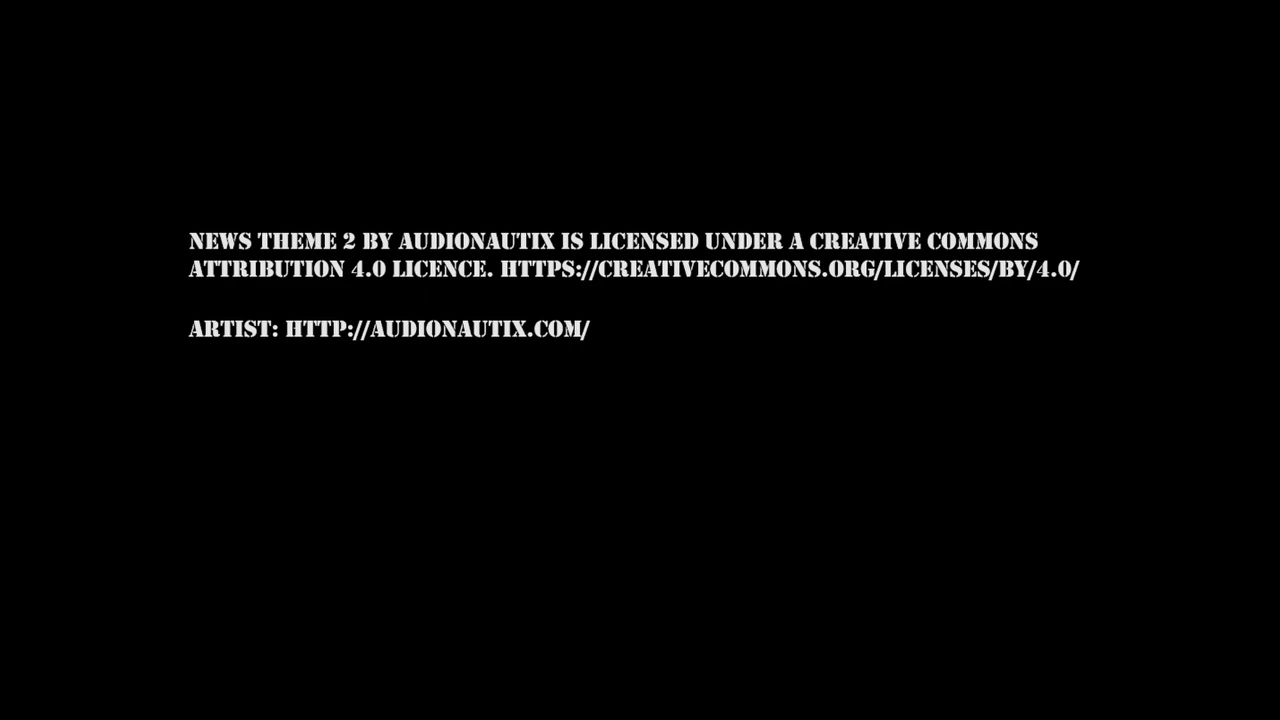 NEWS THEME 2 BY AUDIONAUTIX IS LICENSED UNDER A CREATIVE COMMONS
ATTRIBUTION 4.0 LICENCE. HTTPS://CREATIVECOMMONS.ORG/LICENSES/BY/4.0/
ARTIST: HTTP://AUDIONAUTIX.COM/